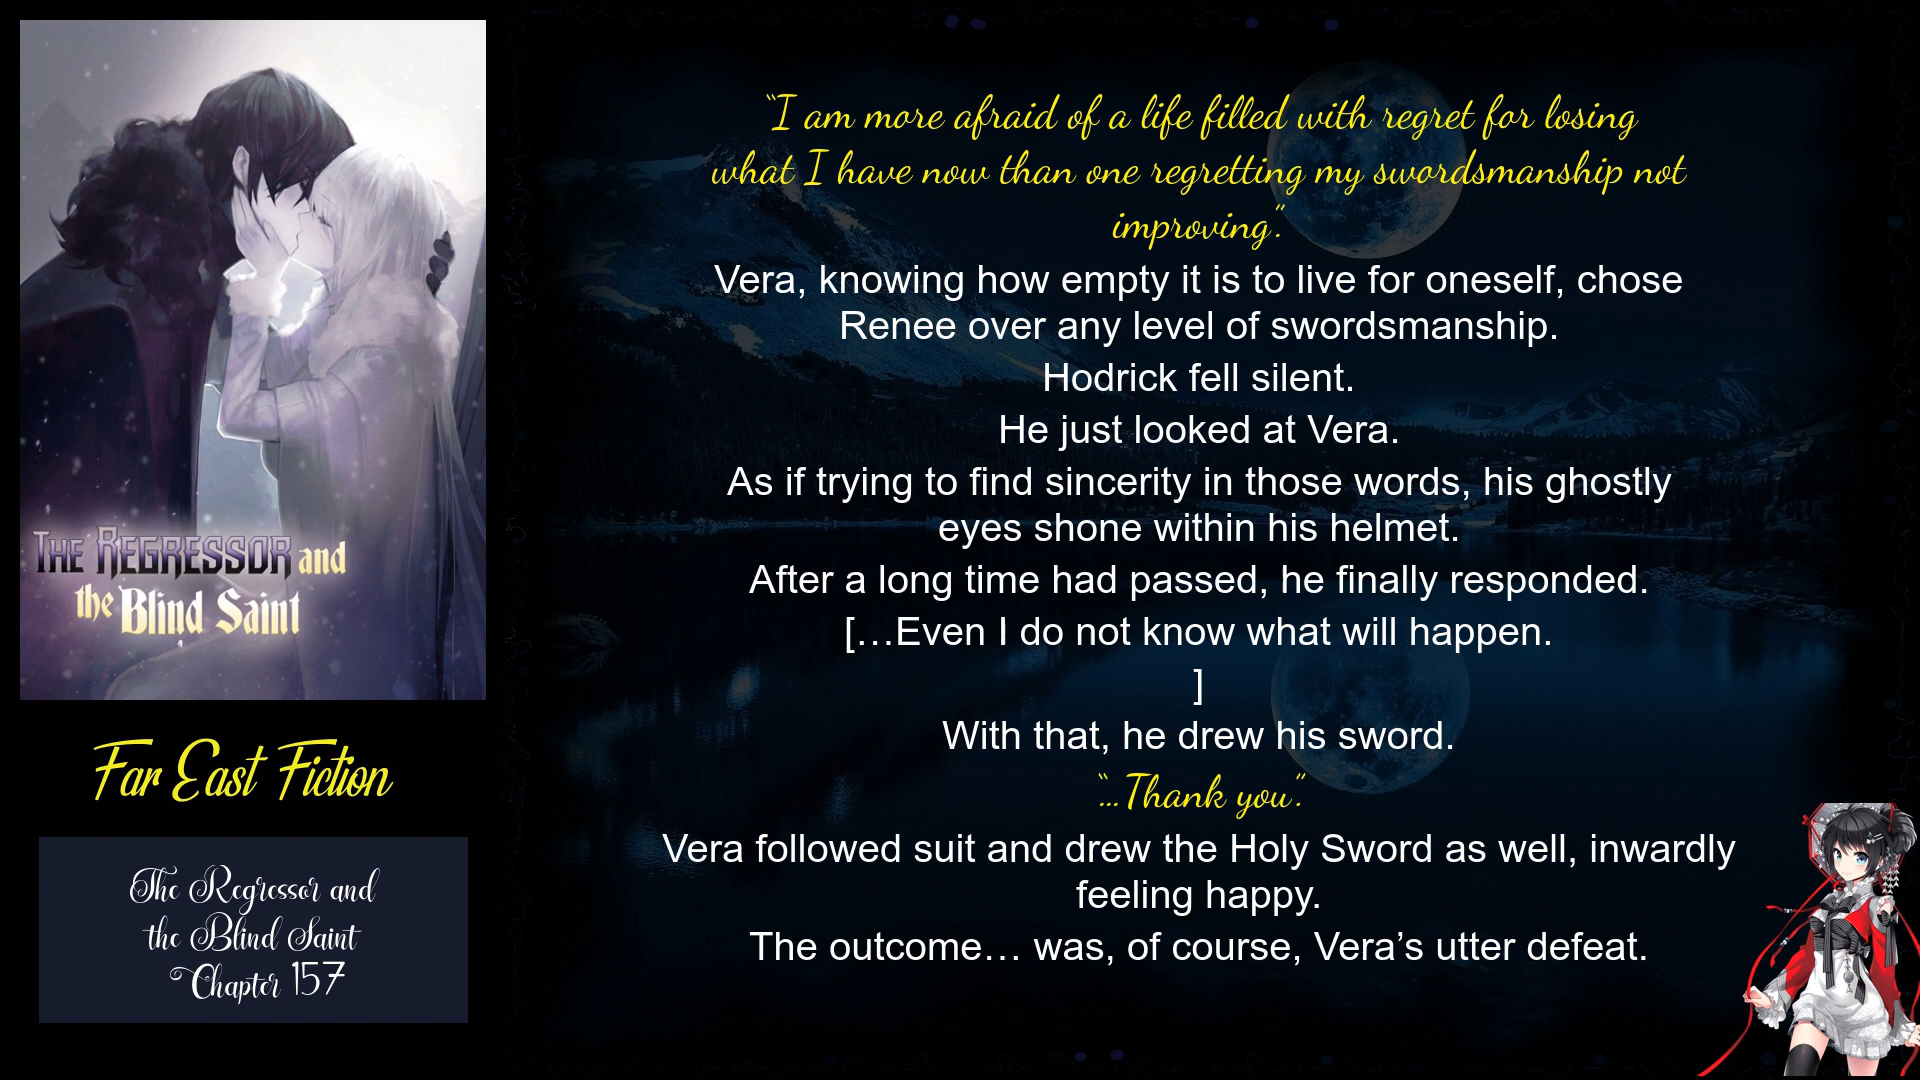 THE REGRESSOR and
the Blind Saint
Far East Fiction
The Regressor and
the Blind Saint
Chapter 157
“I am more afraid of a life filled with regret for losing
what I have now than one regretting my swordsmanship not
improving.”
Vera, knowing how empty it is to live for oneself, chose
Renee over any level of swordsmanship.
Hodrick fell silent.
He just looked at Vera.
As if trying to find sincerity in those words, his ghostly
eyes shone within his helmet.
After a long time had passed, he finally responded.
[…Even I do not know what will happen.
]
With that, he drew his sword.
“…Thank you”.
Vera followed suit and drew the Holy Sword as well, inwardly
feeling happy.
The outcome… was, of course, Vera’s utter defeat.